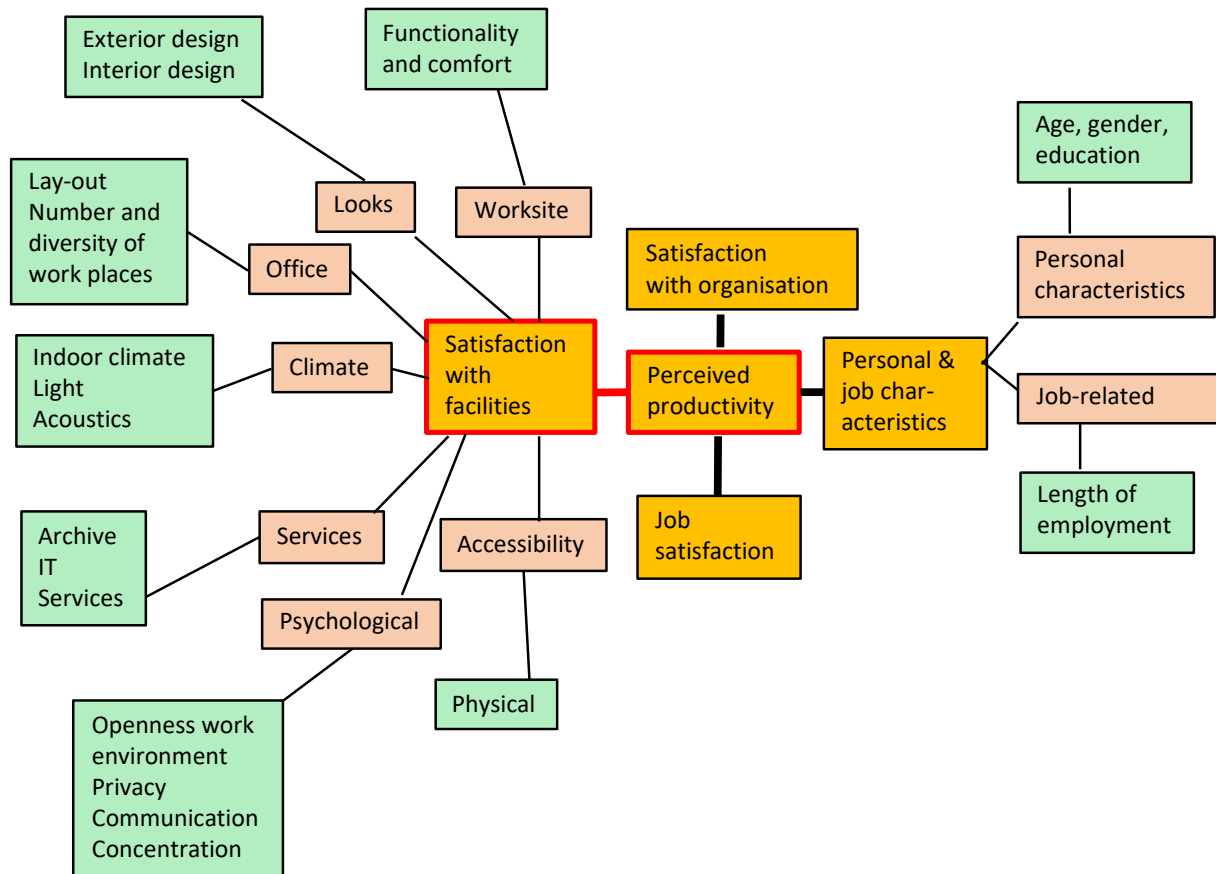 Exterior design
Interior design
Functionality
and comfort
Age, gender,
education
Lay-out
Number and
diversity of
work places
Looks
Worksite
Office
Satisfaction
with organisation
Personal
characteristics
Indoor climate
Light
Acoustics
Climate
Satisfaction
with
facilities
Perceived
productivity
Personal &
job char-
acteristics
Job-related
Archive
IT
Services
Services
Accessibility
Job
satisfaction
Length of
employment
Psychological
Physical
Openness work
environment
Privacy
Communication
Concentration